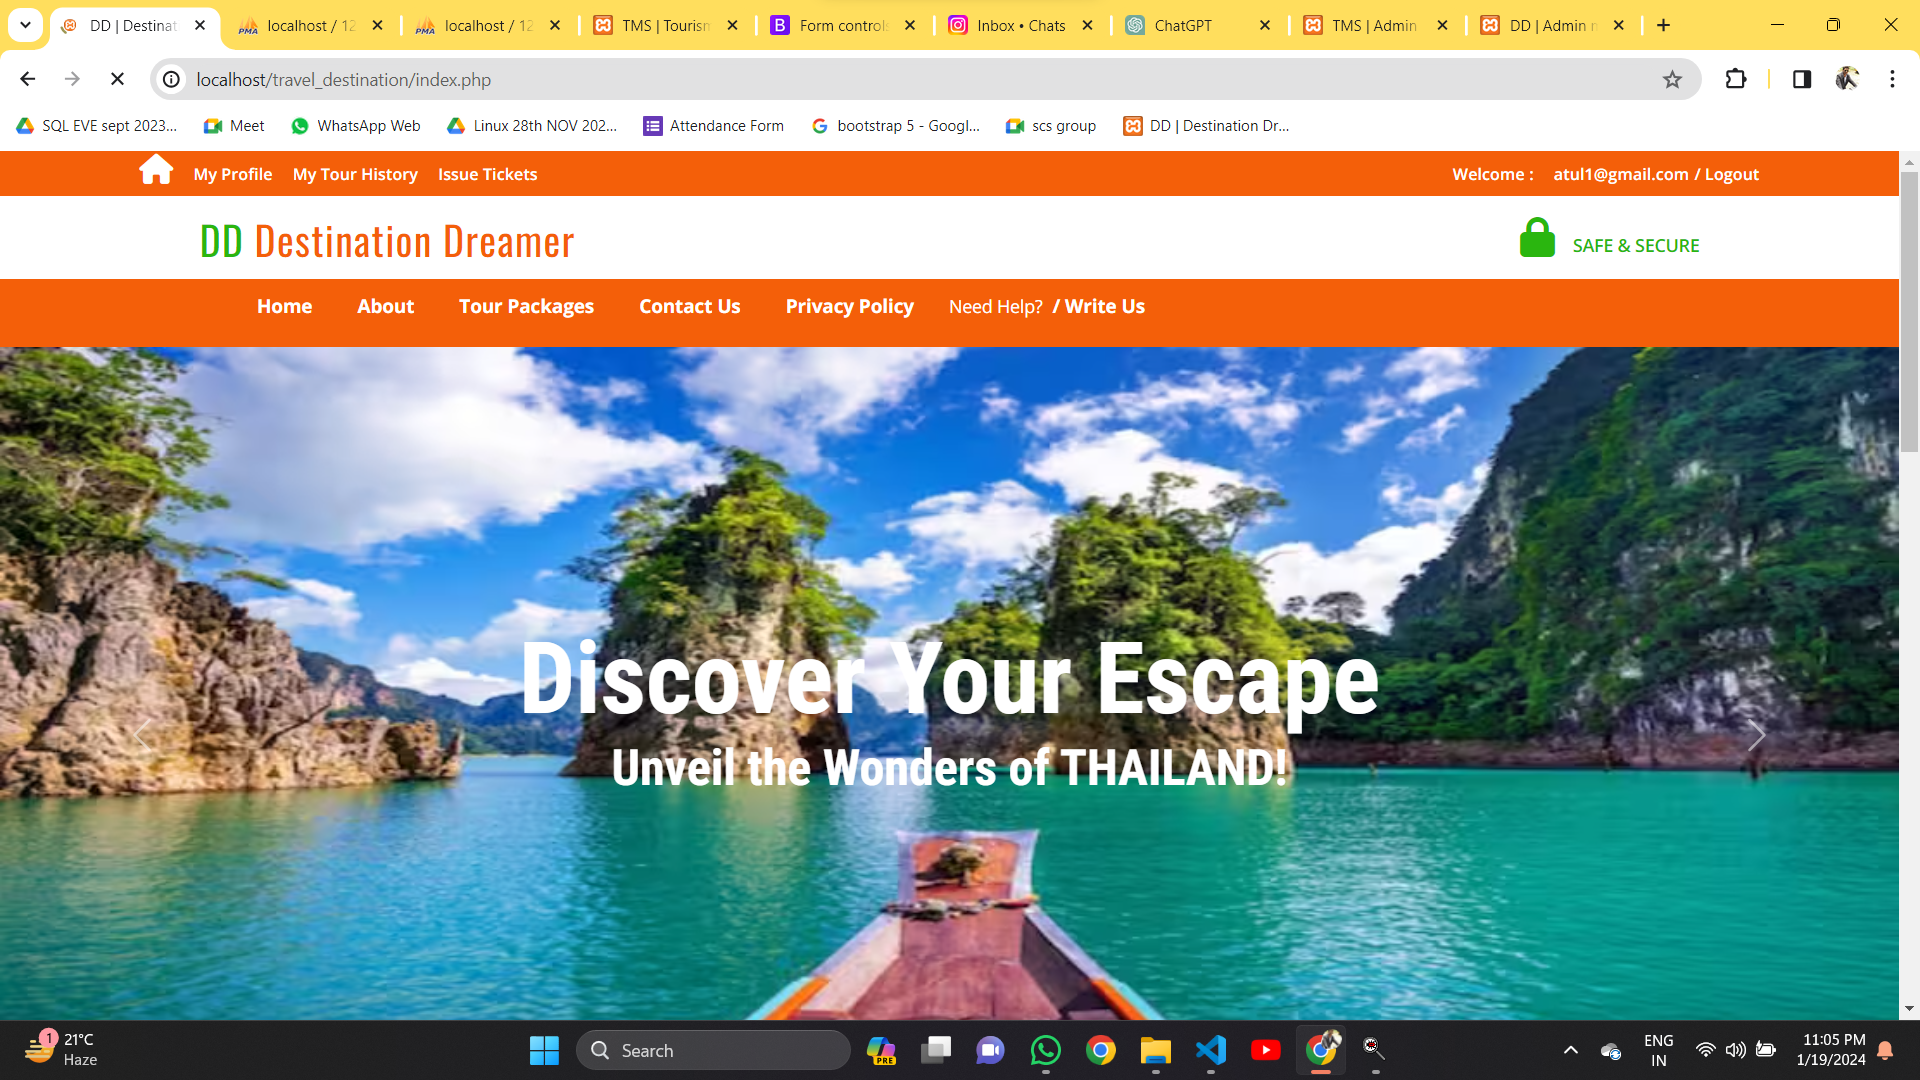 DD | Destinat
localhost / 12
localhost / 12
TMS | Tourism
Form controls
Inbox • Chats
ChatGPT
TMS | Admin
DD | Admin m
localhost/travel_destination/index.php
SQL EVE sept 2023...
Meet
WhatsApp Web
Linux 28th NOV 202...
Attendance Form
bootstrap 5 - Googl...
scs group
DD | Destination Dr...
My Profile
My Tour History
Issue Tickets
Welcome :
atul1@gmail.com / Logout
DD Destination Dreamer
SAFE & SECURE
Home
About
Tour Packages
Contact Us
Privacy Policy
Need Help? / Write Us
Discover Your Escape
Unveil the Wonders of THAILAND!
1
21°C
Haze
Search
PRE
ENG
IN
11:05 PM
1/19/2024